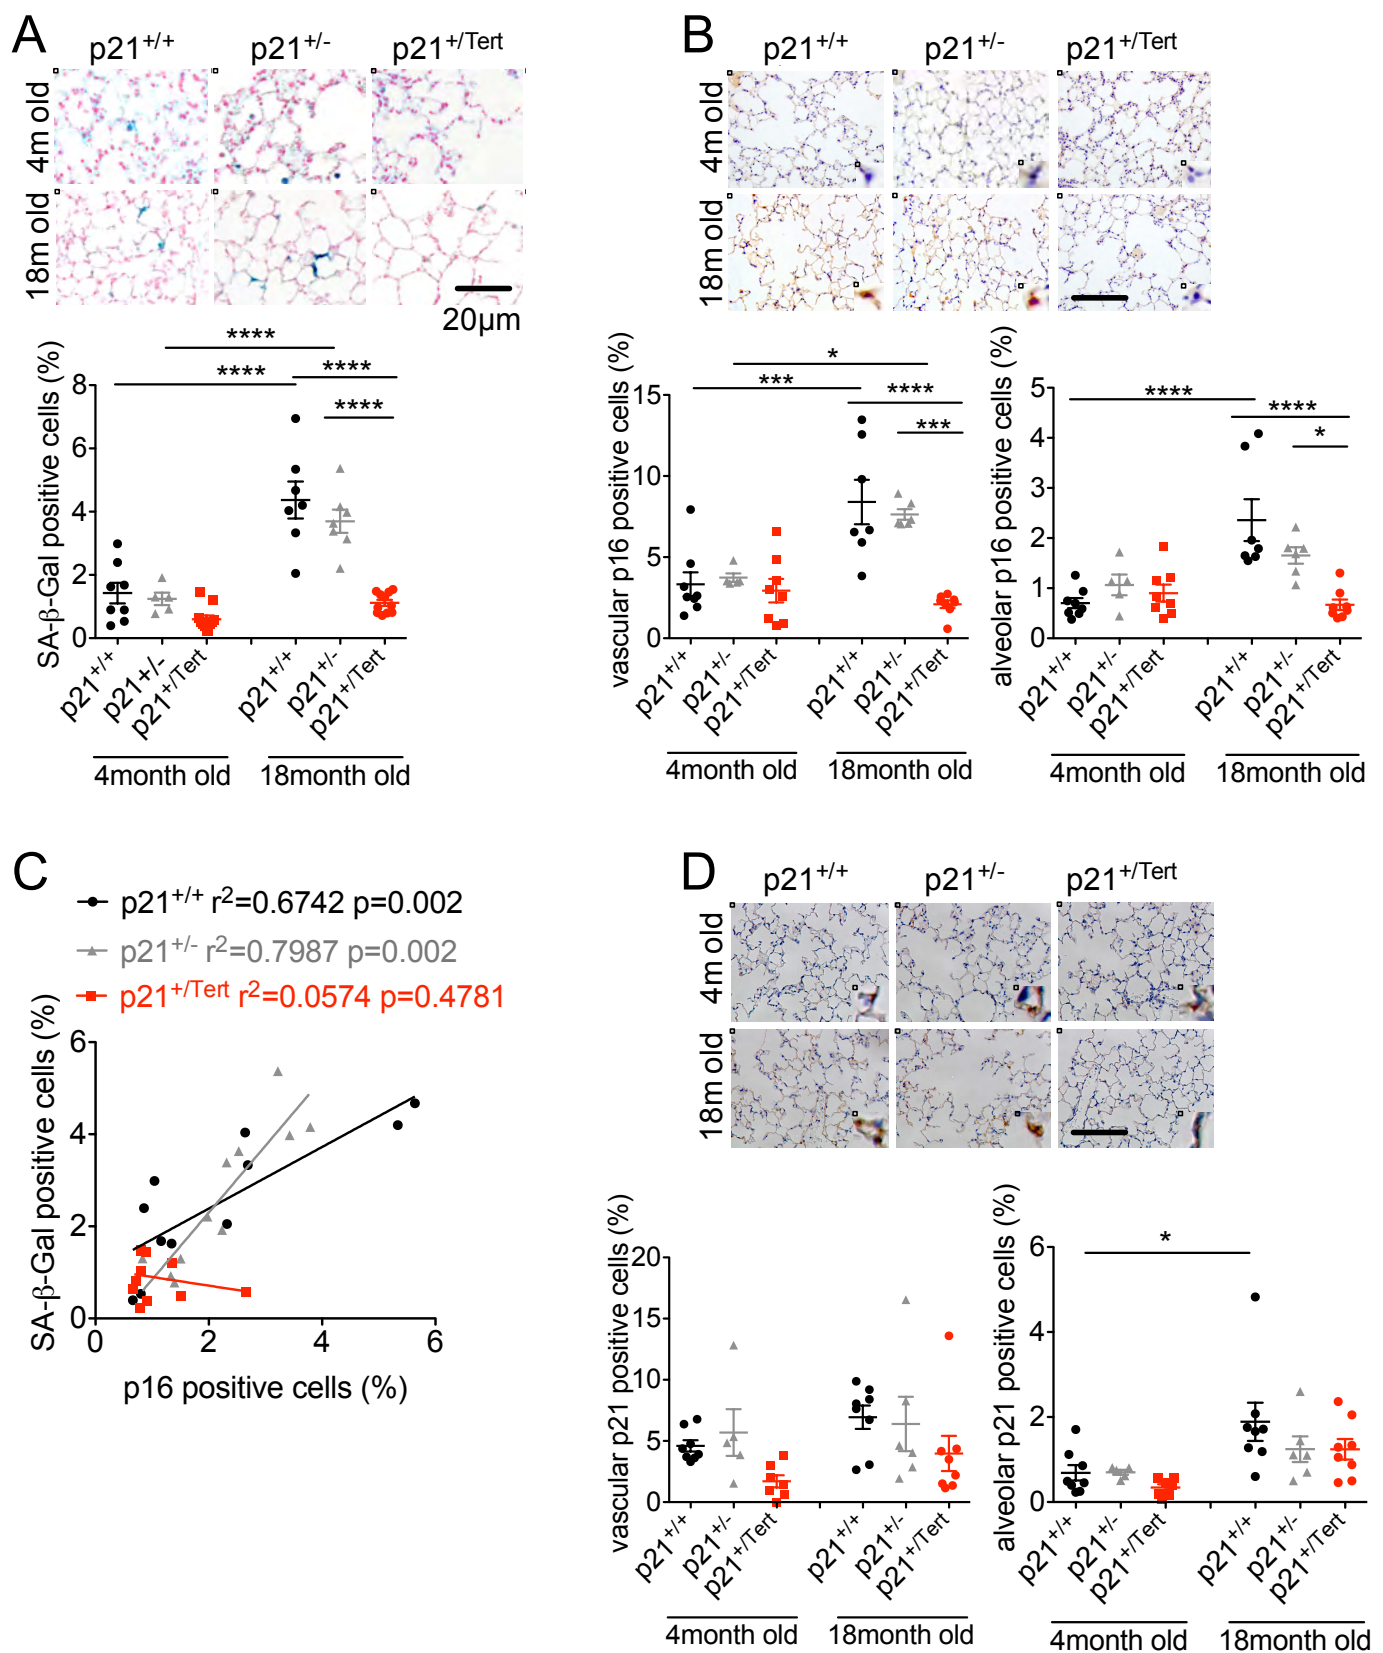 A
p21+/+ p21+/- p21+/Tert
4m old
18m old
20µm
SA-β-Gal positive cells (%)
8
6
4
2
0
**** **** **** ****
p21+/+ p21+/- p21+/Tert p21+/+ p21+/- p21+/Tert
4month old 18month old
B
p21+/+ p21+/- p21+/Tert
4m old
18m old
vascular p16 positive cells (%)
15
10
5
0
* *** **** ***
p21+/+ p21+/- p21+/Tert p21+/+ p21+/- p21+/Tert
4month old 18month old
alveolar p16 positive cells (%)
5
4
3
2
1
0
**** **** *
p21+/+ p21+/- p21+/Tert p21+/+ p21+/- p21+/Tert
4month old 18month old
C
p21+/+ r2=0.6742 p=0.002
p21+/- r2=0.7987 p=0.002
p21+/Tert r2=0.0574 p=0.4781
SA-β-Gal positive cells (%)
6
4
2
0
0 2 4 6
p16 positive cells (%)
D
p21+/+ p21+/- p21+/Tert
4m old
18m old
vascular p21 positive cells (%)
20
15
10
5
0
p21+/+ p21+/- p21+/Tert p21+/+ p21+/- p21+/Tert
4month old 18month old
alveolar p21 positive cells (%)
6
4
2
0
*
p21+/+ p21+/- p21+/Tert p21+/+ p21+/- p21+/Tert
4month old 18month old